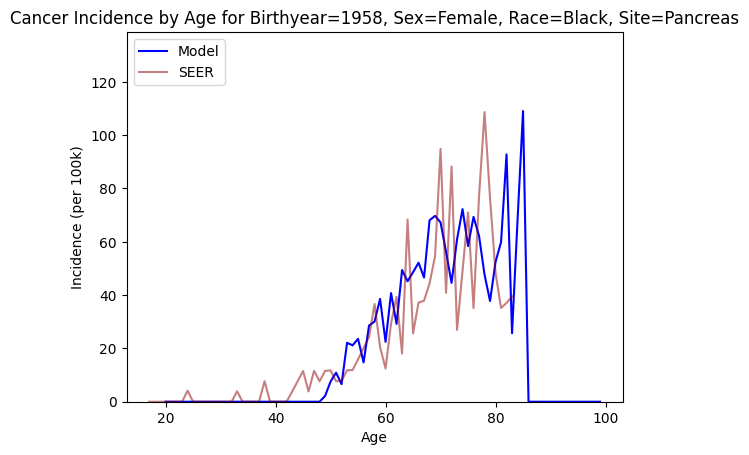 Cancer Incidence by Age for Birthyear=1958, Sex=Female, Race=Black, Site=Pancreas
Model
SEER
Incidence (per 100k)
120
100
80
60
40
20
0
20
40
60
80
100
Age